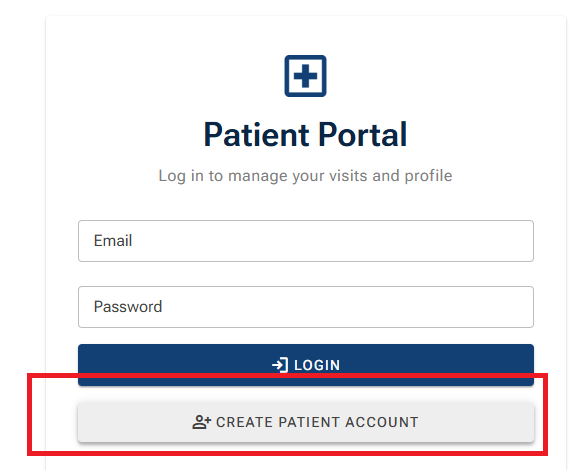 Patient Portal
Log in to manage your visits and profile
Email
Password
LOGIN
CREATE PATIENT ACCOUNT